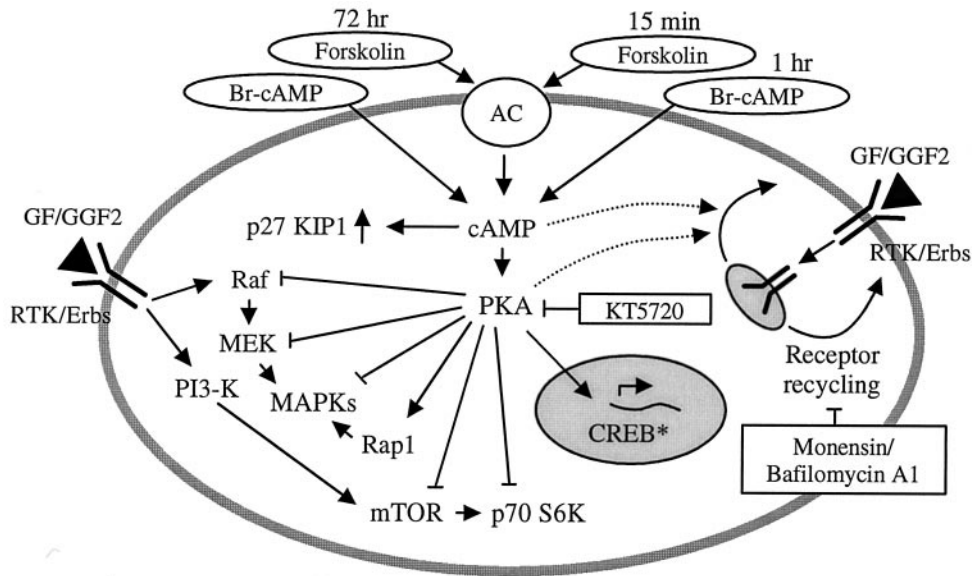 72 hr
15 min
Forskolin
Forskolin
1 hr
Br-cAMP
AC
Br-cAMP
GF/GGF2
GF/GGF2
p27 KIP1
cAMP
RTK/Erbs
Raf
RTK/Erbs
PKA
KT5720
MEK
Receptor
recycling
PI3-K
MAPKs
CREB*
Rap1
Monensin/
Bafilomycin A1
mTOR
p70 S6K